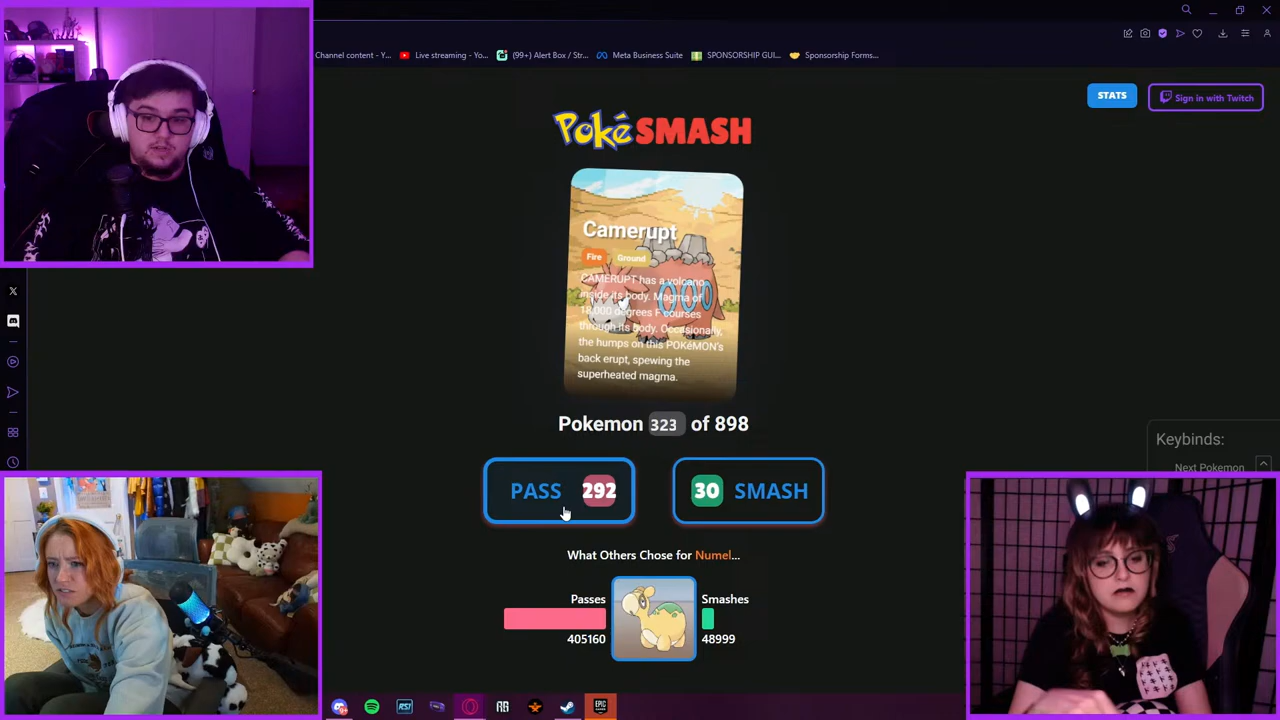 Channel content - Y...
Live streaming - Yo...
(99+) Alert Box / Str...
Meta Business Suite
SPONSORSHIP GUI...
Sponsorship Forms...
STATS
Sign in with Twitch
PokéSMASH
Camerupt
Fire
Ground
CAMERUPT has a volcano
inside its body. Magma of
18,000 degrees F courses
through its body. Occasionally,
the humps on this POKéMON's
back erupt, spewing the
superheated magma.
Pokemon 323 of 898
Keybinds:
Next Pokemon
PASS 292
30 SMASH
What Others Chose for Numel...
Passes
Smashes
405160
48999
RSI
EPIC